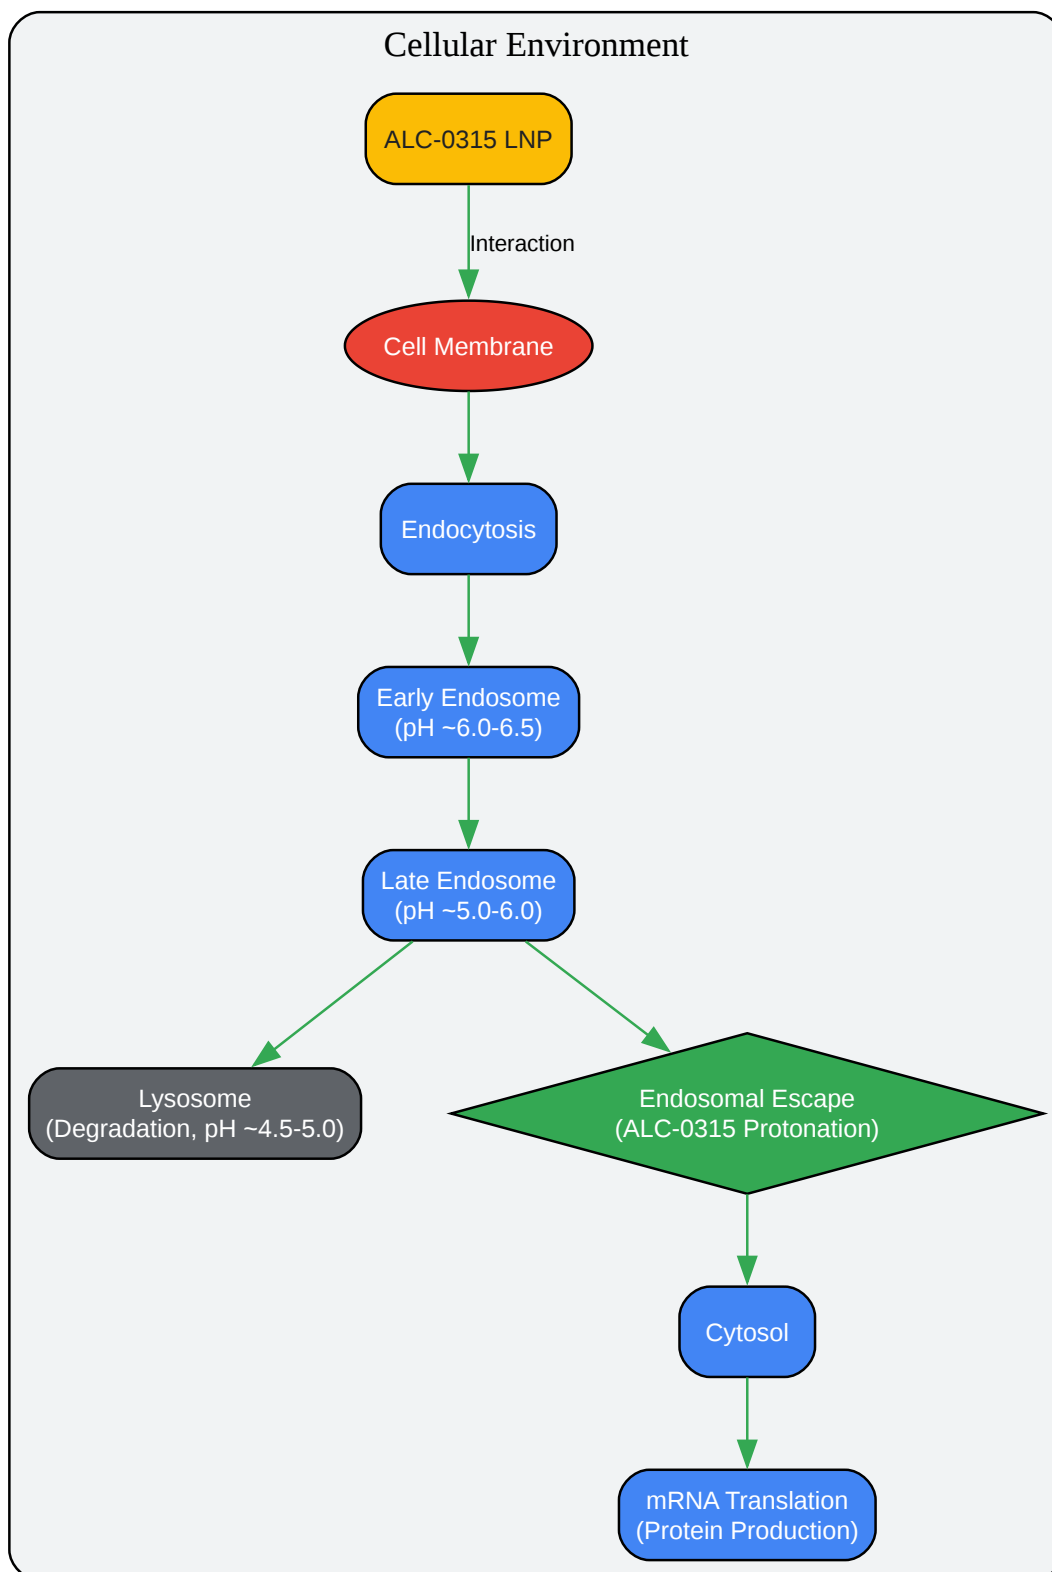 Cellular Environment
ALC-0315 LNP
Interaction
Cell Membrane
Endocytosis
Early Endosome
(pH ~6.0-6.5)
Late Endosome
(pH ~5.0-6.0)
Lysosome
(Degradation, pH ~4.5-5.0)
Endosomal Escape
(ALC-0315 Protonation)
Cytosol
mRNA Translation
(Protein Production)